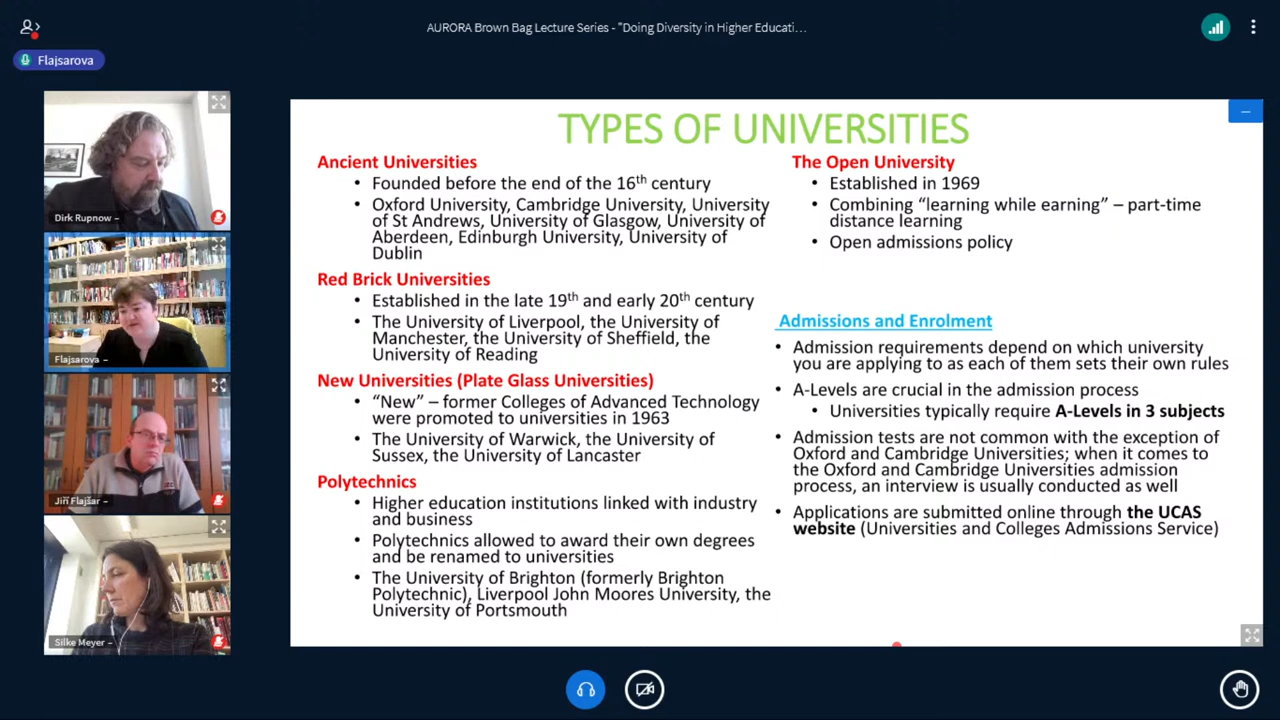 AURORA Brown Bag Lecture Series - "Doing Diversity in Higher Educati…
Flajsarova
Dirk Rupnow –
Flajsarova –
Jiří Flajšar –
Silke Meyer –
TYPES OF UNIVERSITIES
Ancient Universities
• Founded before the end of the 16th century
• Oxford University, Cambridge University, University
of St Andrews, University of Glasgow, University of
Aberdeen, Edinburgh University, University of
Dublin
Red Brick Universities
• Established in the late 19th and early 20th century
• The University of Liverpool, the University of
Manchester, the University of Sheffield, the
University of Reading
New Universities (Plate Glass Universities)
• “New” – former Colleges of Advanced Technology
were promoted to universities in 1963
• The University of Warwick, the University of
Sussex, the University of Lancaster
Polytechnics
• Higher education institutions linked with industry
and business
• Polytechnics allowed to award their own degrees
and be renamed to universities
• The University of Brighton (formerly Brighton
Polytechnic), Liverpool John Moores University, the
University of Portsmouth
The Open University
• Established in 1969
• Combining “learning while earning” – part-time
distance learning
• Open admissions policy
Admissions and Enrolment
• Admission requirements depend on which university
you are applying to as each of them sets their own rules
• A-Levels are crucial in the admission process
• Universities typically require A-Levels in 3 subjects
• Admission tests are not common with the exception of
Oxford and Cambridge Universities; when it comes to
the Oxford and Cambridge Universities admission
process, an interview is usually conducted as well
• Applications are submitted online through the UCAS
website (Universities and Colleges Admissions Service)